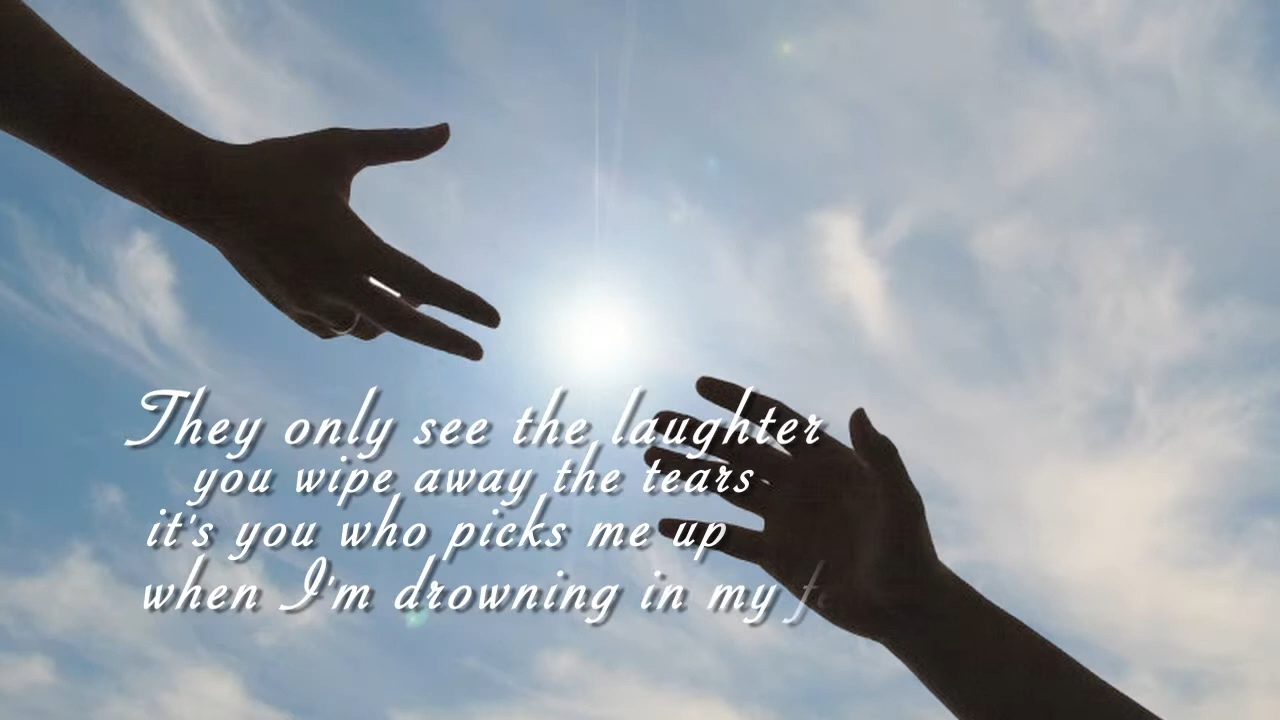 They only see the laughter
you wipe away the tears
it's you who picks me up
when I'm drowning in my